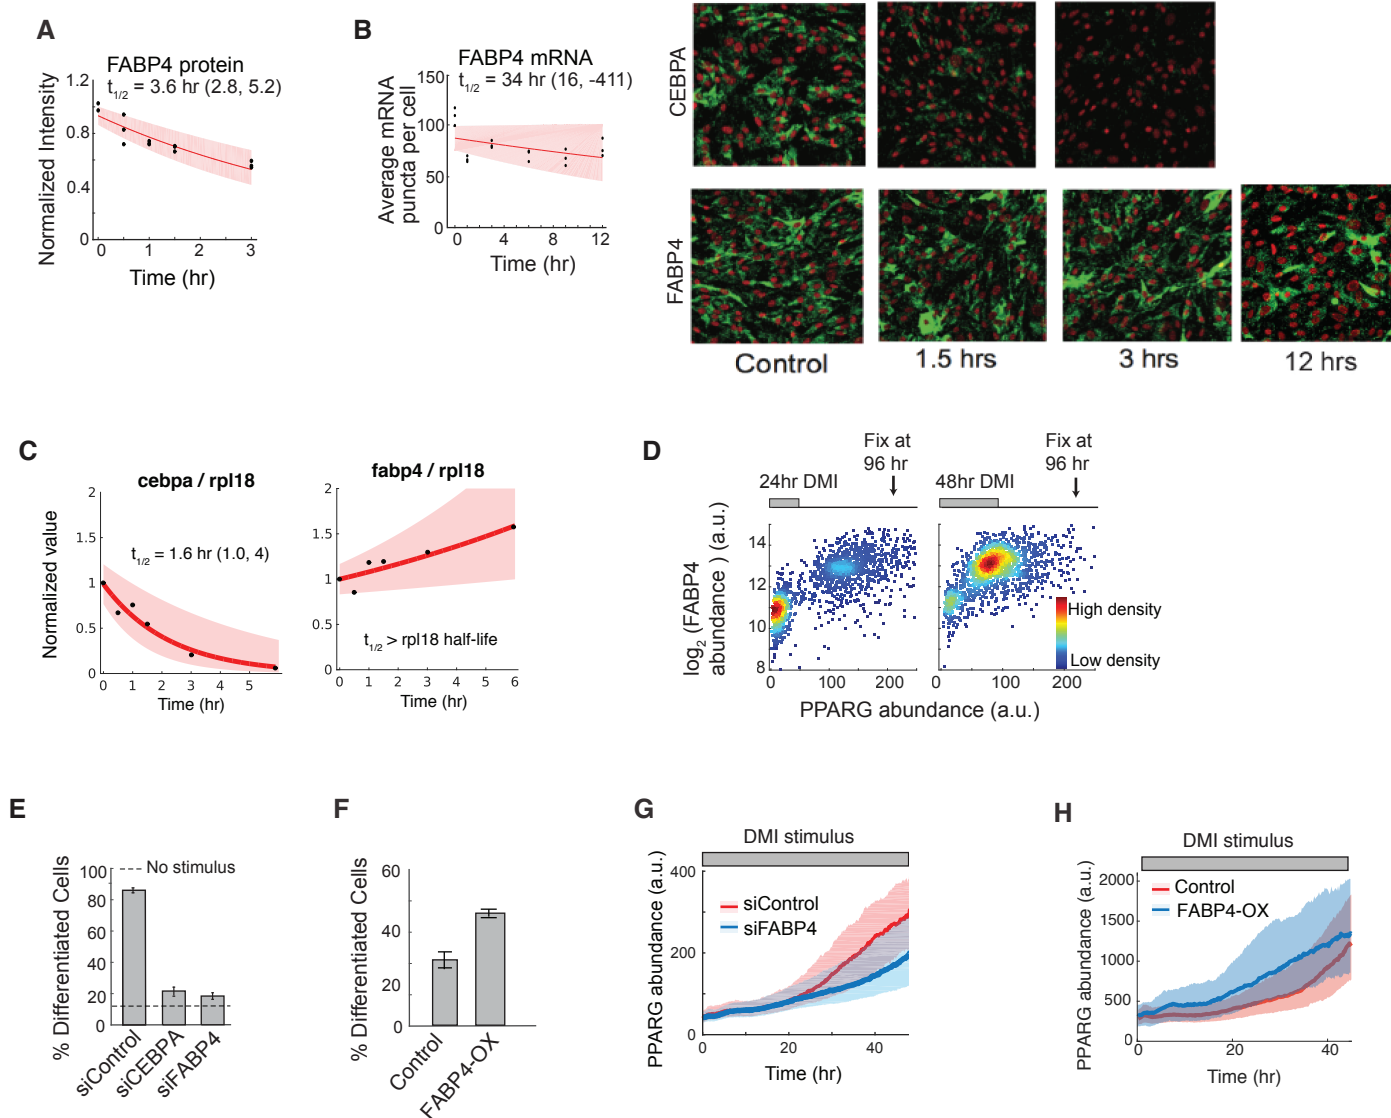 A
FABP4 protein
t1/2 = 3.6 hr (2.8, 5.2)
Normalized Intensity
1.2
0.8
0.4
0
0
1
2
3
Time (hr)
B
FABP4 mRNA
t1/2 = 34 hr (16, -411)
Average mRNA
puncta per cell
150
100
50
0
0
4
8
12
Time (hr)
CEBPA
FABP4
Control
1.5 hrs
3 hrs
12 hrs
C
cebpa / rpl18
t1/2 = 1.6 hr (1.0, 4)
Normalized value
2
1.5
1
0.5
0
0 1 2 3 4 5
Time (hr)
fabp4 / rpl18
t1/2 > rpl18 half-life
2
1.5
1
0.5
0
0 1 2 3 4 5 6
Time (hr)
D
Fix at
96 hr
24hr DMI
Fix at
96 hr
48hr DMI
log2 (FABP4
abundance ) (a.u.)
14
12
10
8
0 100 200
0 100 200
High density
Low density
PPARG abundance (a.u.)
E
No stimulus
% Differentiated Cells
100
80
60
40
20
0
siControl
siCEBPA
siFABP4
F
% Differentiated Cells
60
40
20
0
Control
FABP4-OX
G
DMI stimulus
siControl
siFABP4
PPARG abundance (a.u.)
400
200
0
0 20 40
Time (hr)
H
DMI stimulus
Control
FABP4-OX
PPARG abundance (a.u.)
2000
1500
1000
500
0
0 20 40
Time (hr)